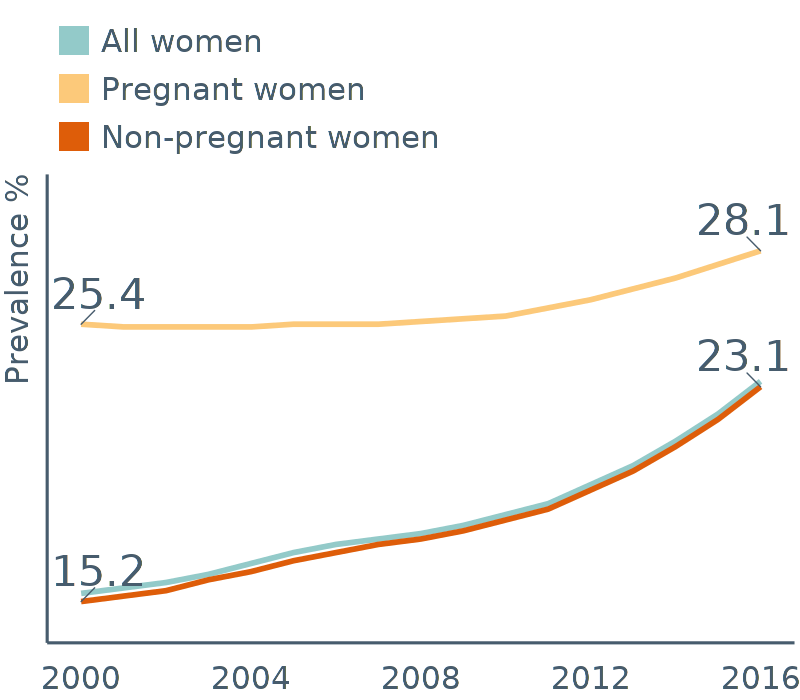 All women
Pregnant women
Non-pregnant women
Prevalence %
28.1
25.4
23.1
15.2
2000 2004 2008 2012 2016